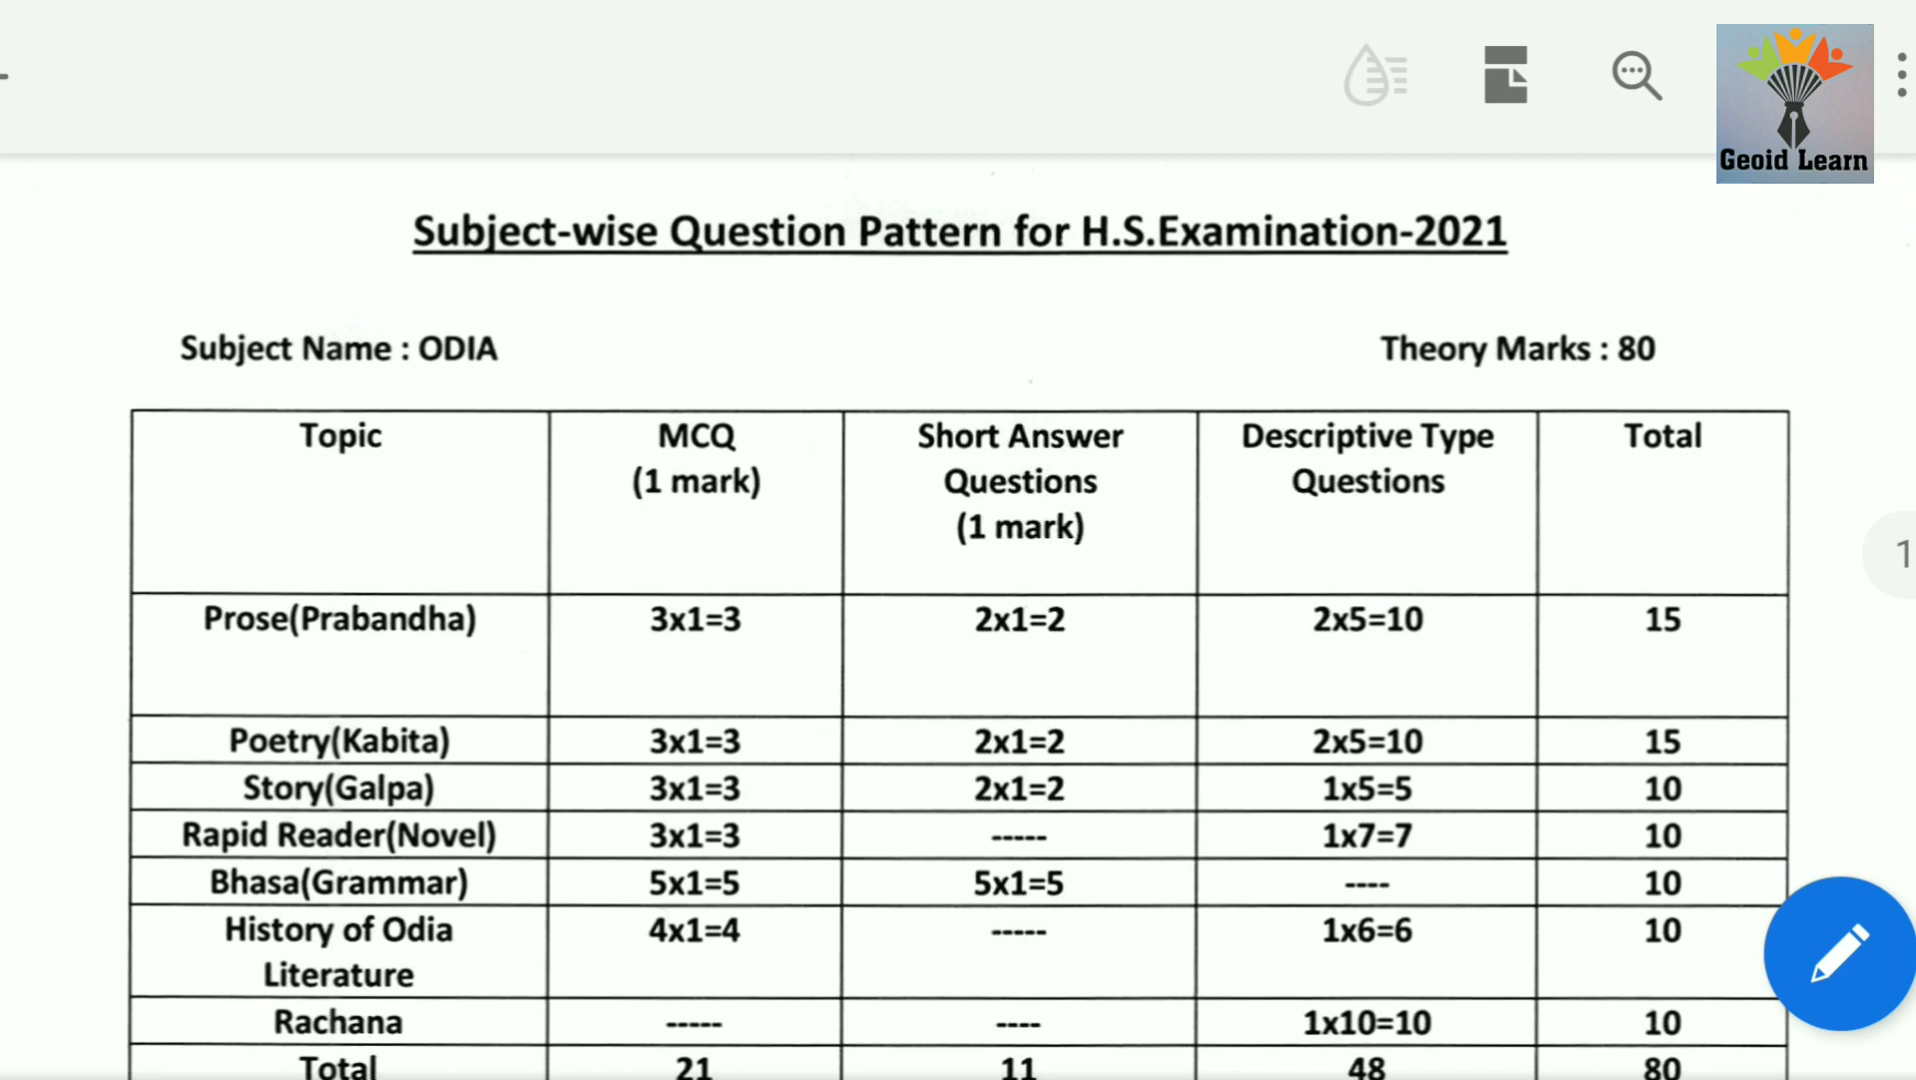 Geoid Learn
Subject-wise Question Pattern for H.S.Examination-2021
Subject Name : ODIA Theory Marks : 80
Topic MCQ Short Answer Descriptive Type Total
(1 mark) Questions Questions
(1 mark)
Prose(Prabandha) 3x1=3 2x1=2 2x5=10 15
Poetry(Kabita) 3x1=3 2x1=2 2x5=10 15
Story(Galpa) 3x1=3 2x1=2 1x5=5 10
Rapid Reader(Novel) 3x1=3 ----- 1x7=7 10
Bhasa(Grammar) 5x1=5 5x1=5 ---- 10
History of Odia 4x1=4 ----- 1x6=6 10
Literature
Rachana ----- ---- 1x10=10 10
Total 21 11 48 80
1